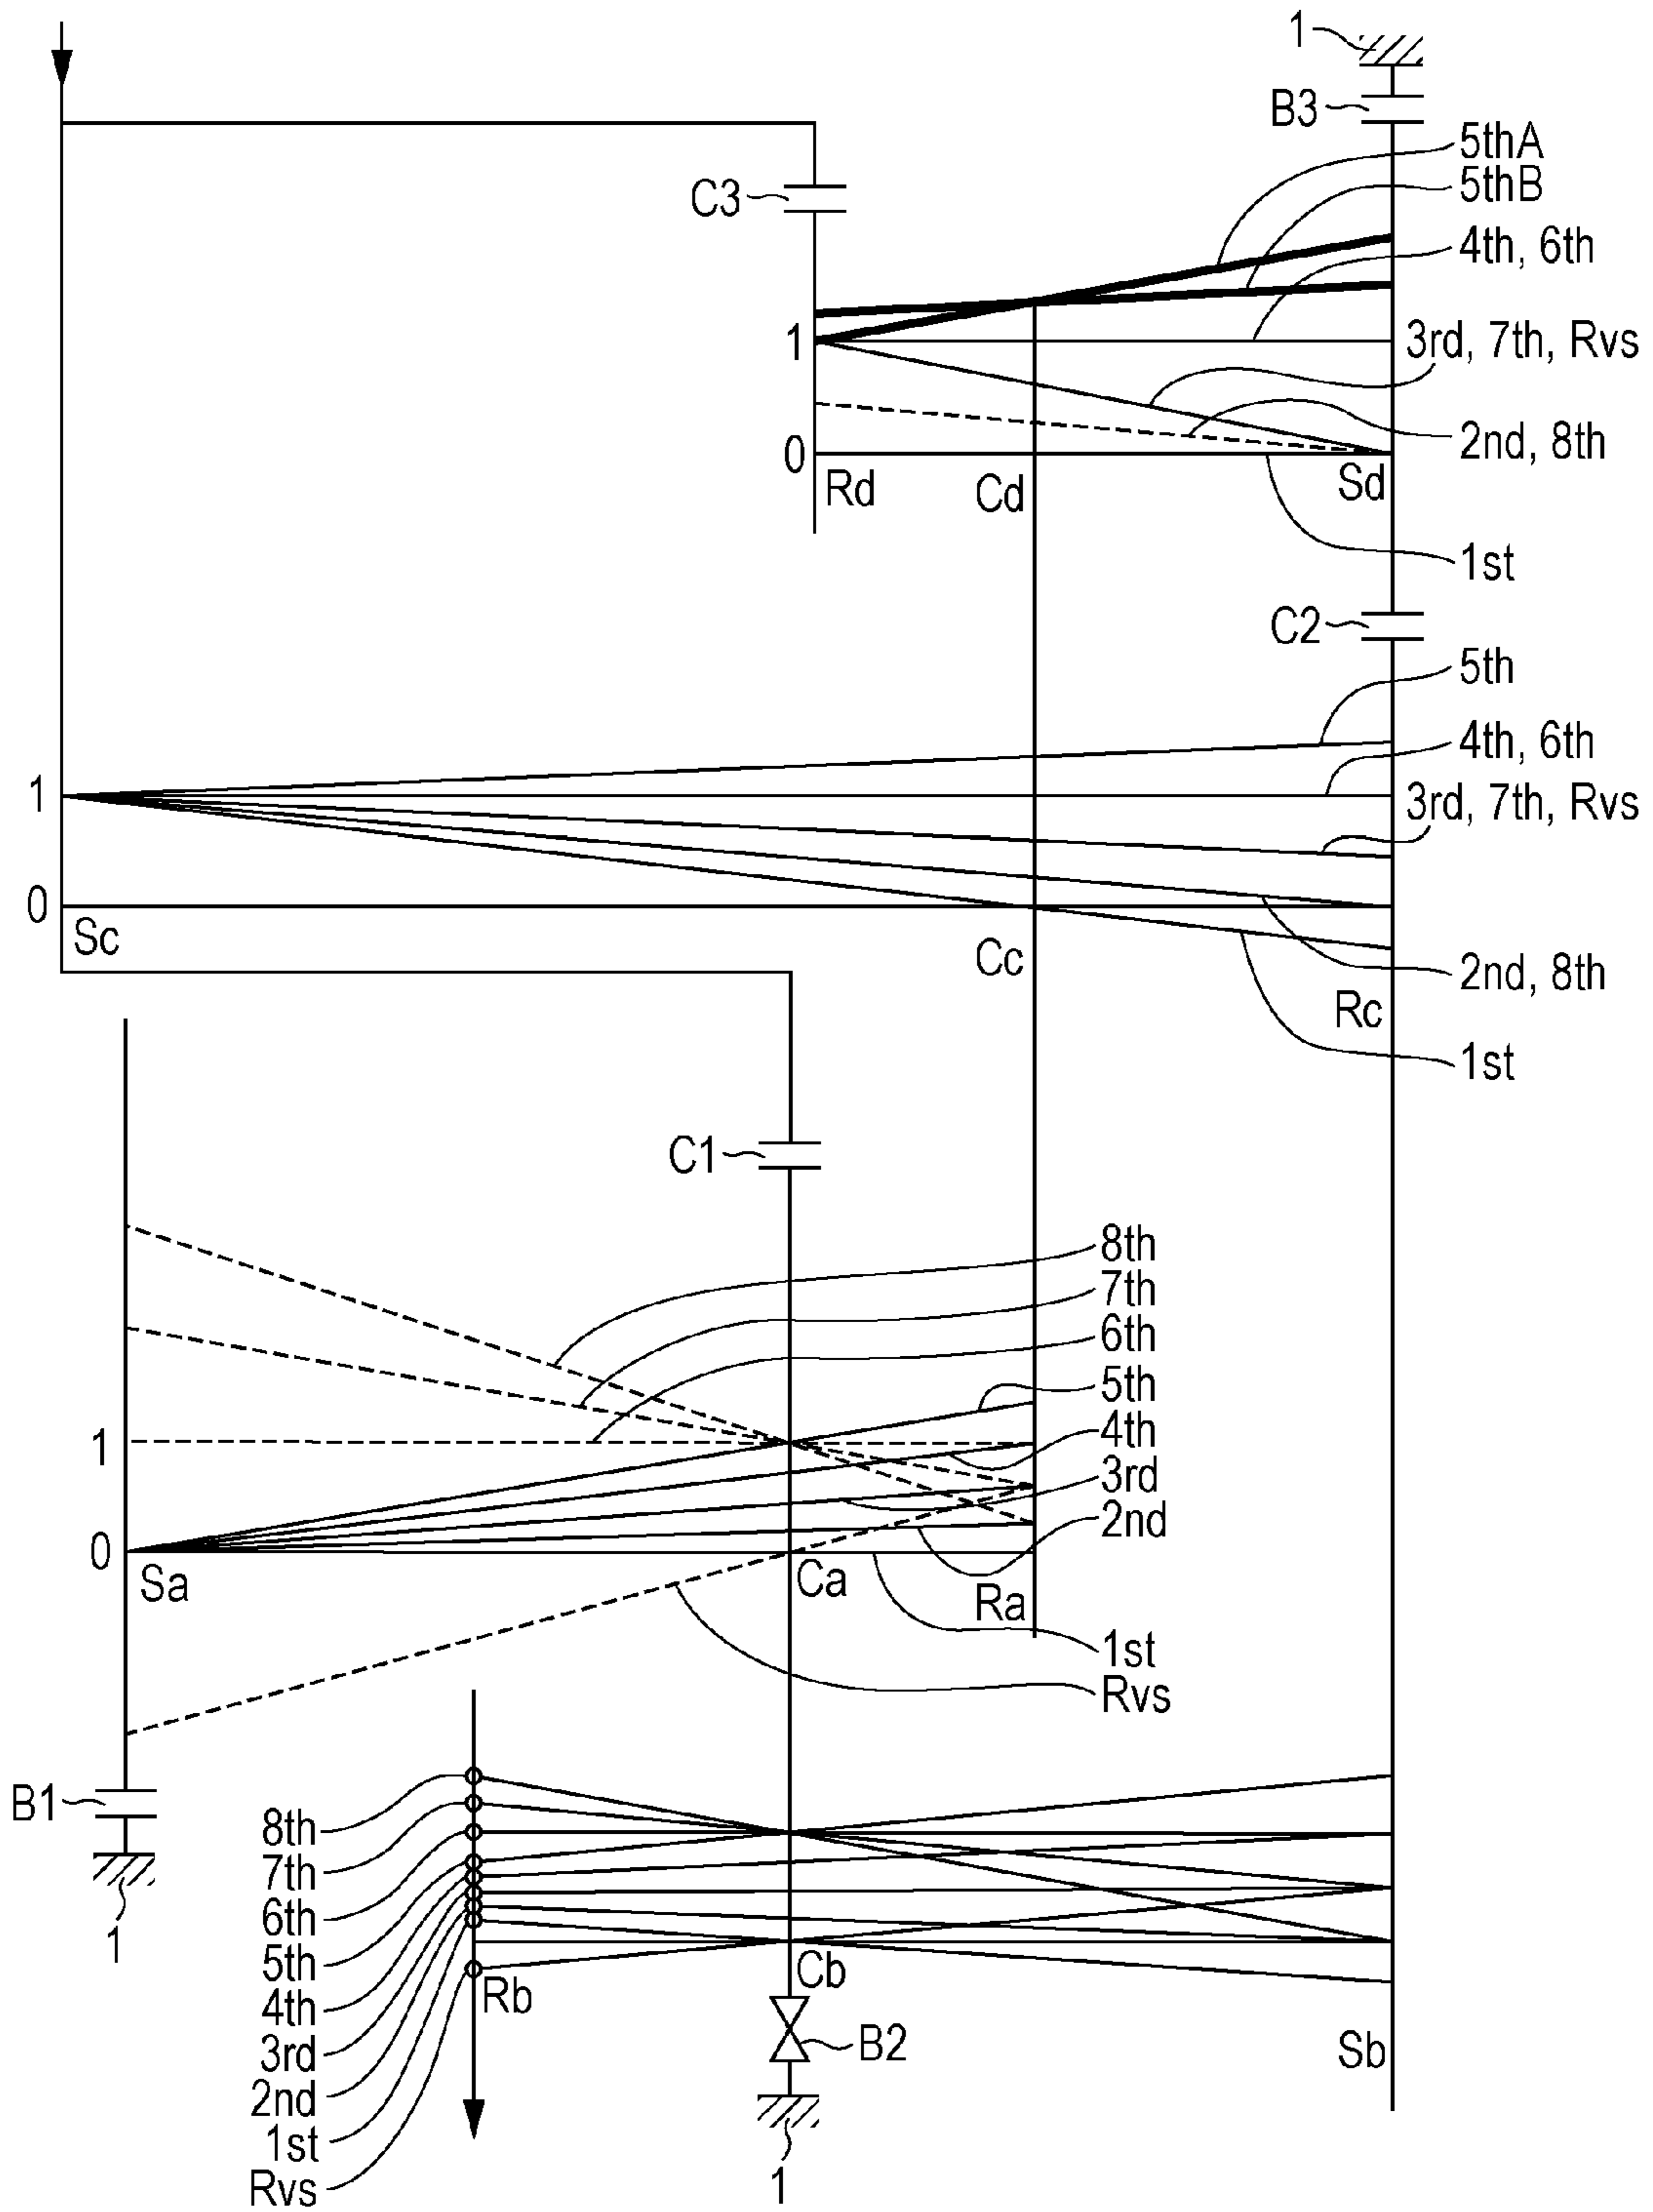 1
B3
5thA
C3
5thB
4th, 6th
1
3rd, 7th, Rvs
2nd, 8th
0
Rd
Cd
Sd
1st
C2
5th
4th, 6th
1
3rd, 7th, Rvs
0
Sc
Cc
2nd, 8th
Rc
1st
C1
8th
7th
6th
5th
4th
1
3rd
2nd
0
Sa
Ca
Ra
1st
Rvs
B1
8th
7th
6th
1
5th
Cb
4th
Rb
3rd
B2
Sb
2nd
1st
1
Rvs